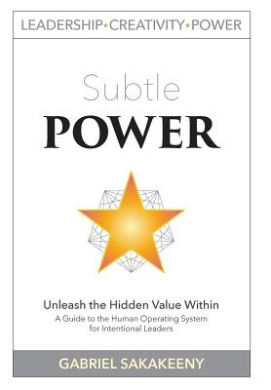 LEADERSHIP★CREATIVITY★POWER
Subtle
POWER
Unleash the Hidden Value Within
A Guide to the Human Operating System
for Intentional Leaders
GABRIEL SAKAKEENY